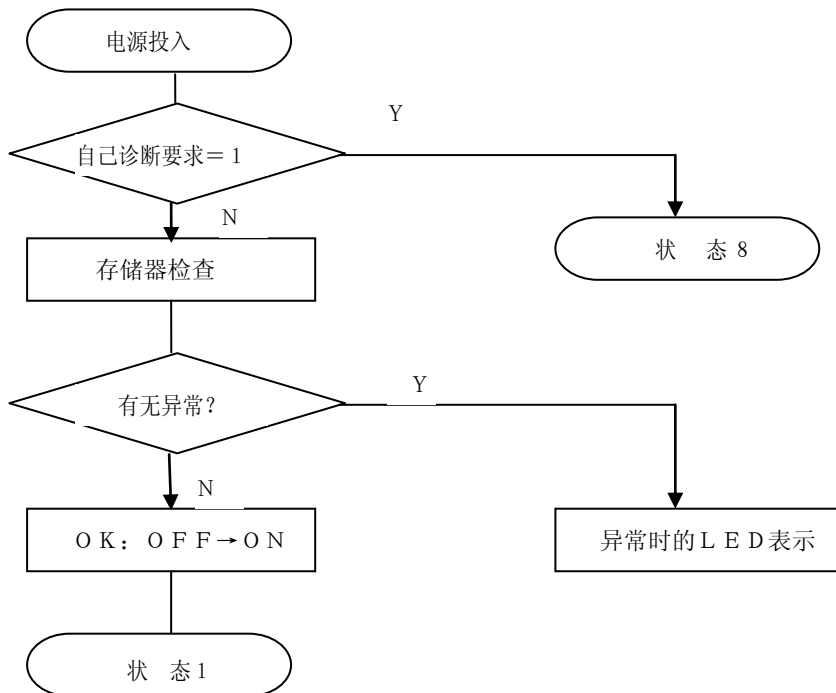 电源投入
Y
自己诊断要求＝1
N
状 态 8
存储器检查
Y
有无异常？
N
ＯＫ：ＯＦＦ→ＯＮ
异常时的ＬＥＤ表示
状 态 1